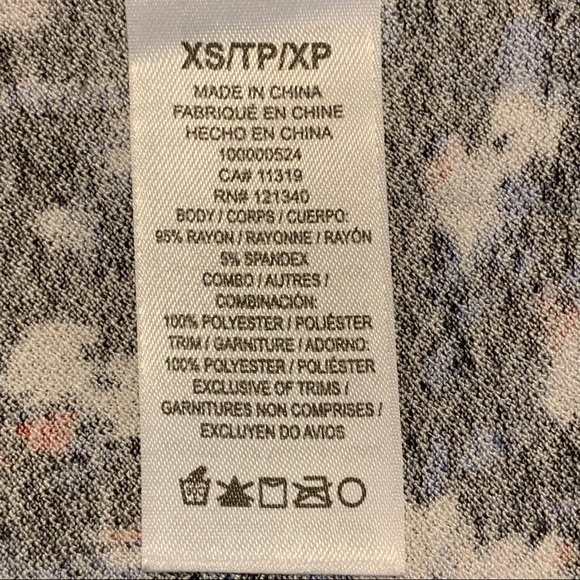 XS/TP/XP
MADE IN CHINA
FABRIQUÉ EN CHINE
HECHO EN CHINA
100000524
CA# 11319
RN# 121340
BODY / CORPS / CUERPO:
95% RAYON / RAYONNE / RAYÓN
5% SPANDEX
COMBO / AUTRES /
COMBINACIÓN:
100% POLYESTER / POLIÉSTER
TRIM / GARNITURE / ADORNO:
100% POLYESTER / POLIÉSTER
EXCLUSIVE OF TRIMS /
GARNITURES NON COMPRISES /
EXCLUYEN DO AVIOS